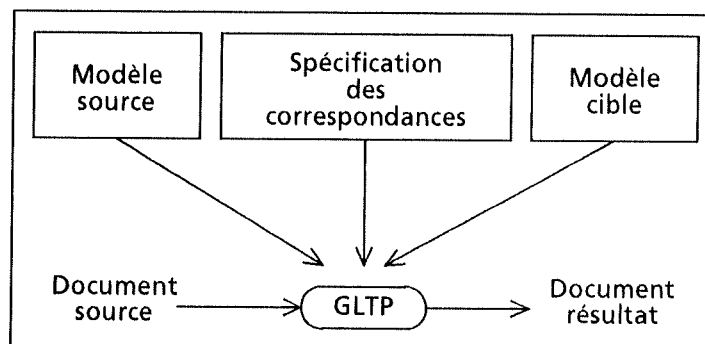 Modèle
source
Spécification
des
correspondances
Modèle
cible
Document
source
GLTP
Document
résultat